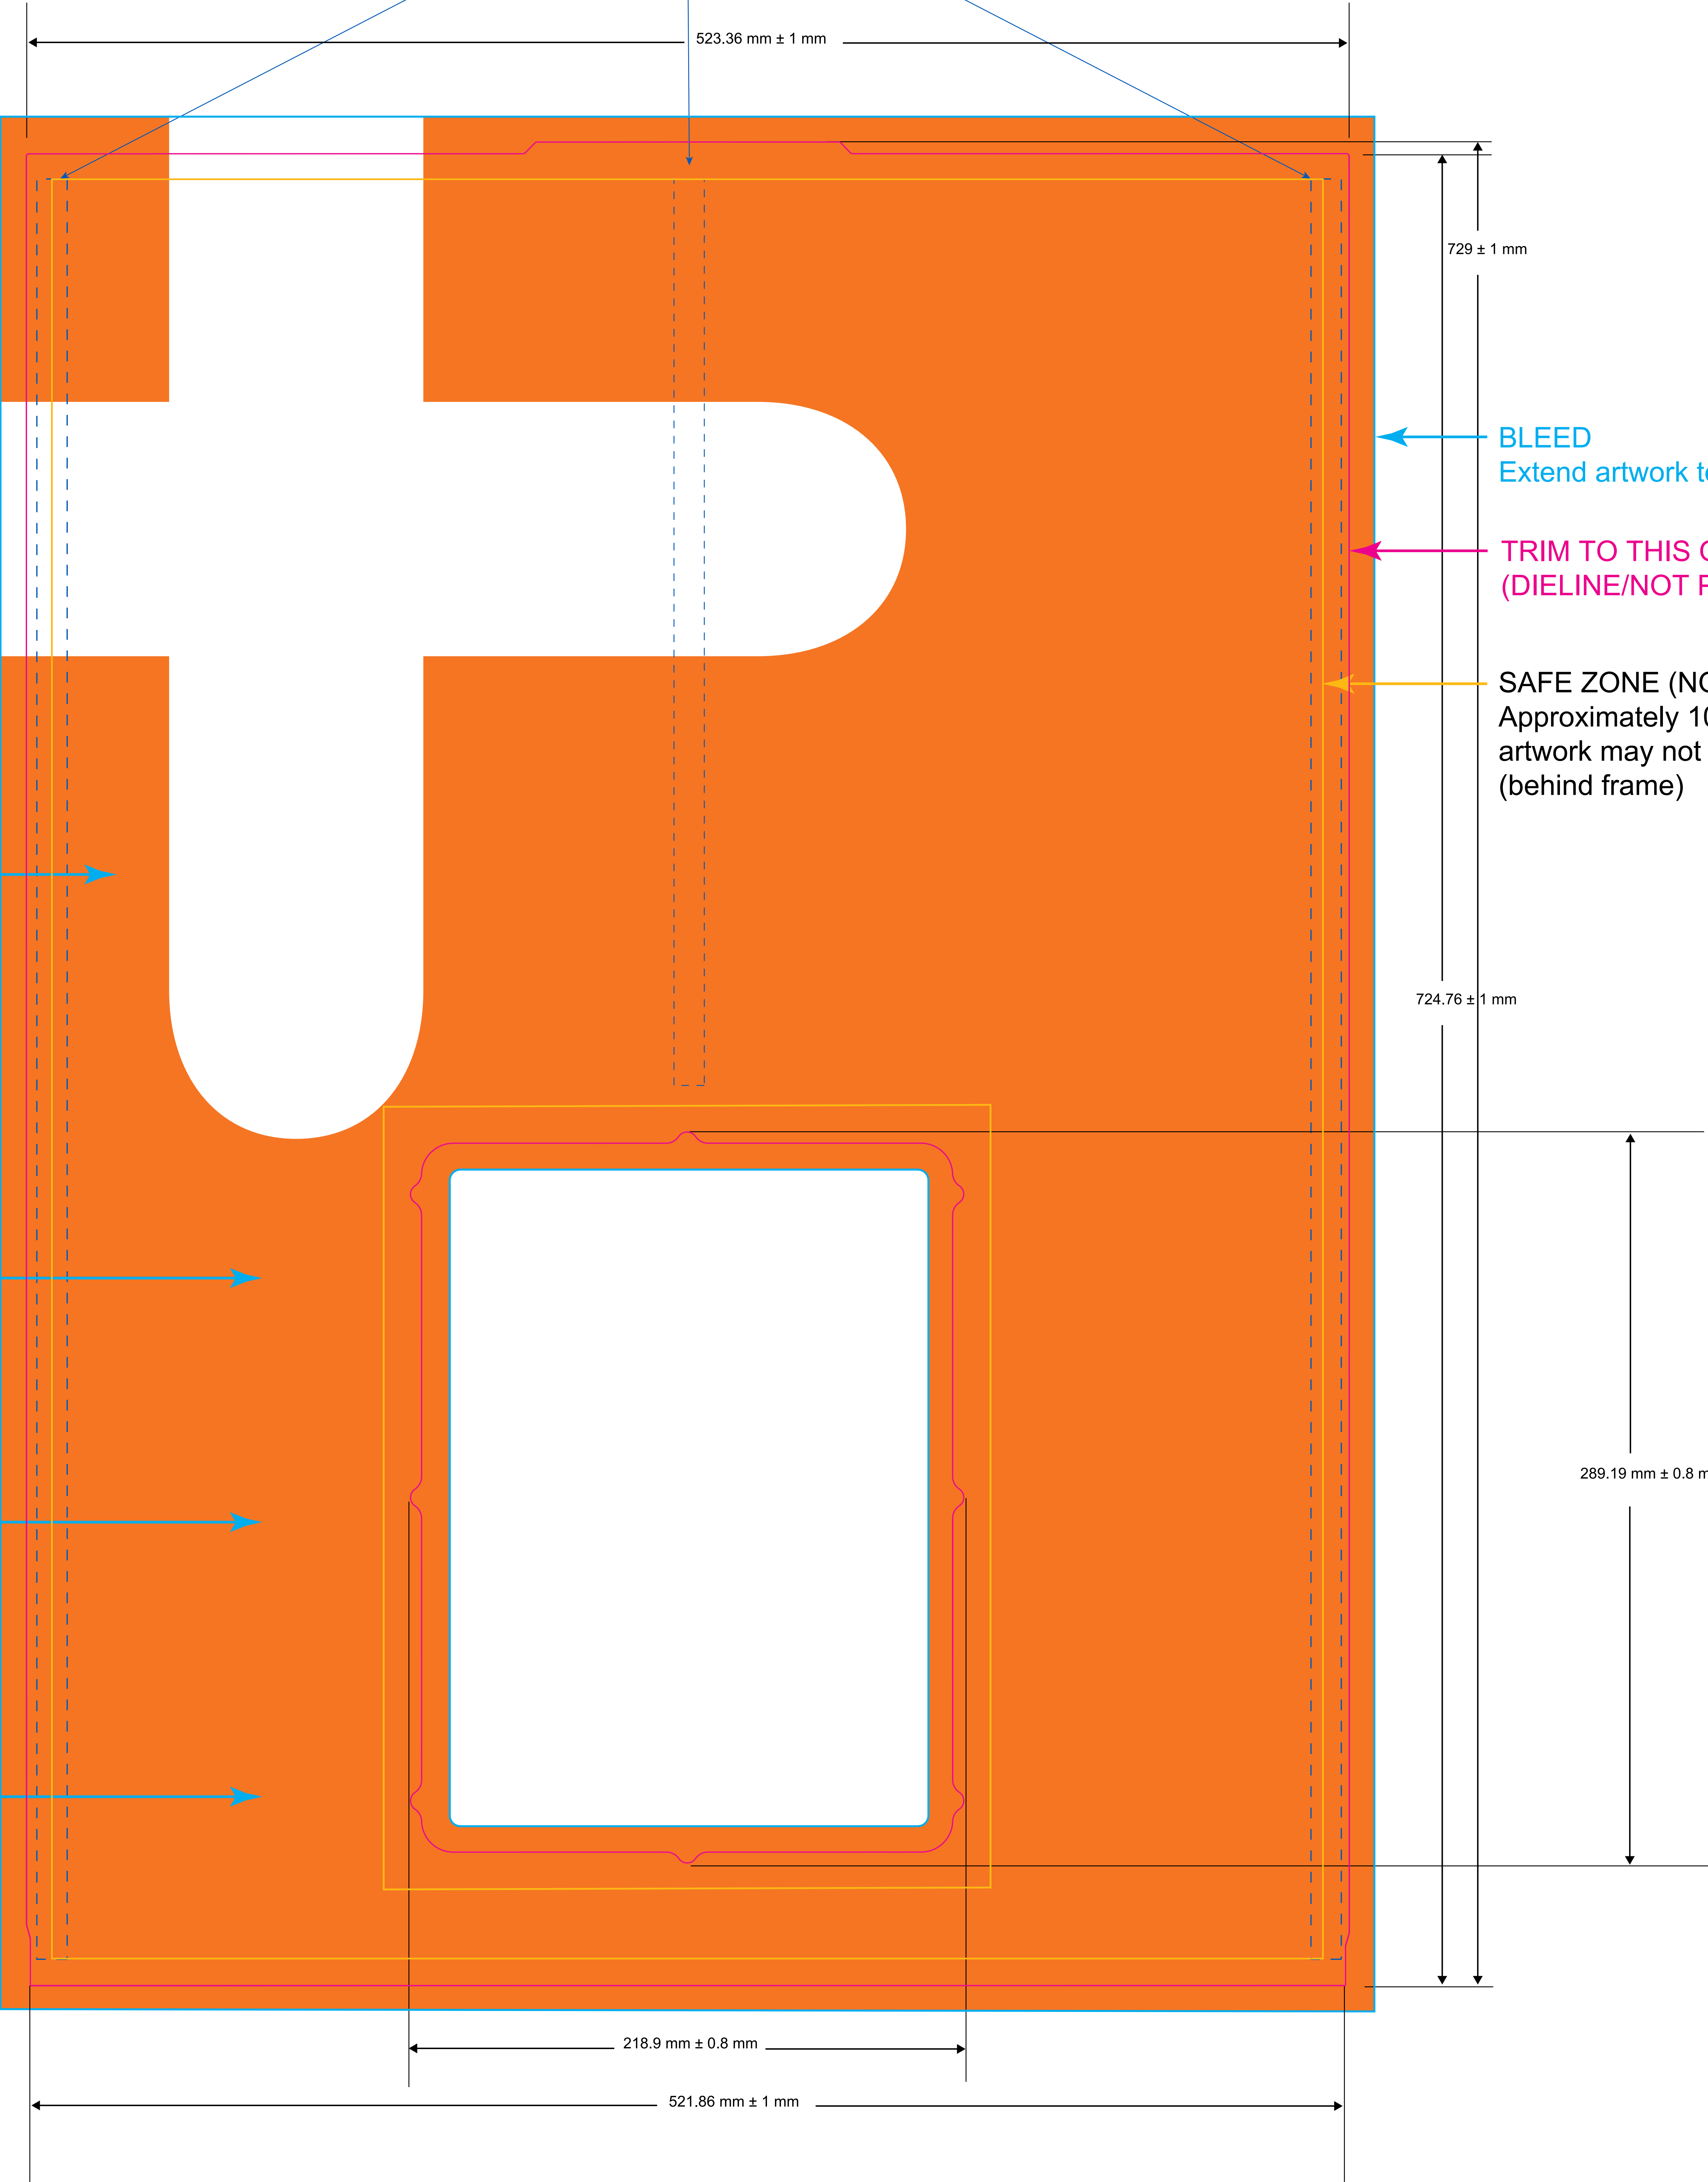 523.36 mm ± 1 mm
729 ± 1 mm
BLEED
Extend artwork
TRIM TO THIS
(DIELINE/NOT
SAFE ZONE
Approximately
artwork may not
(behind frame)
724.76 ± 1 mm
289.19 mm ± 0.8
218.9 mm ± 0.8 mm
521.86 mm ± 1 mm